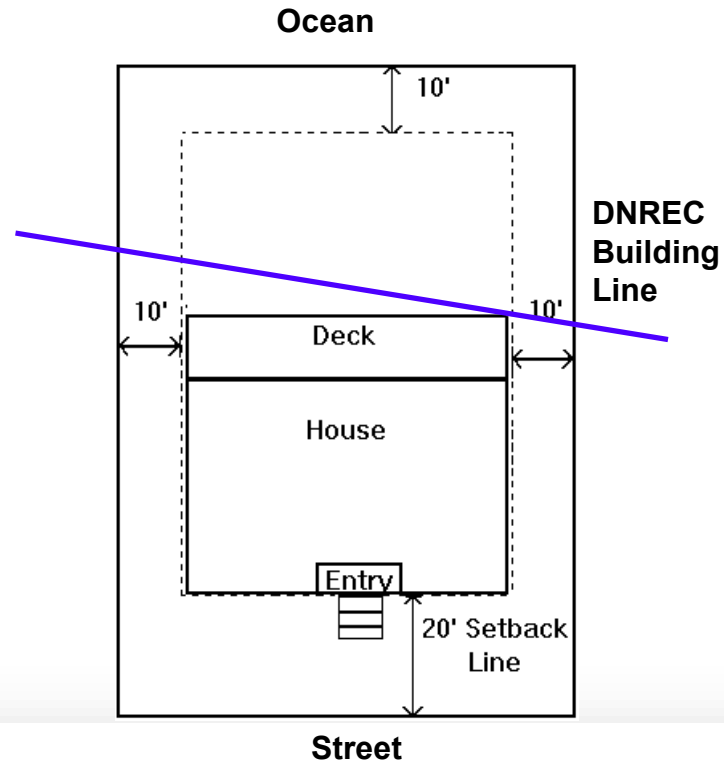 Ocean
10'
DNREC
Building
Line
10'
10'
Deck
House
Entry
20' Setback
Line
Street